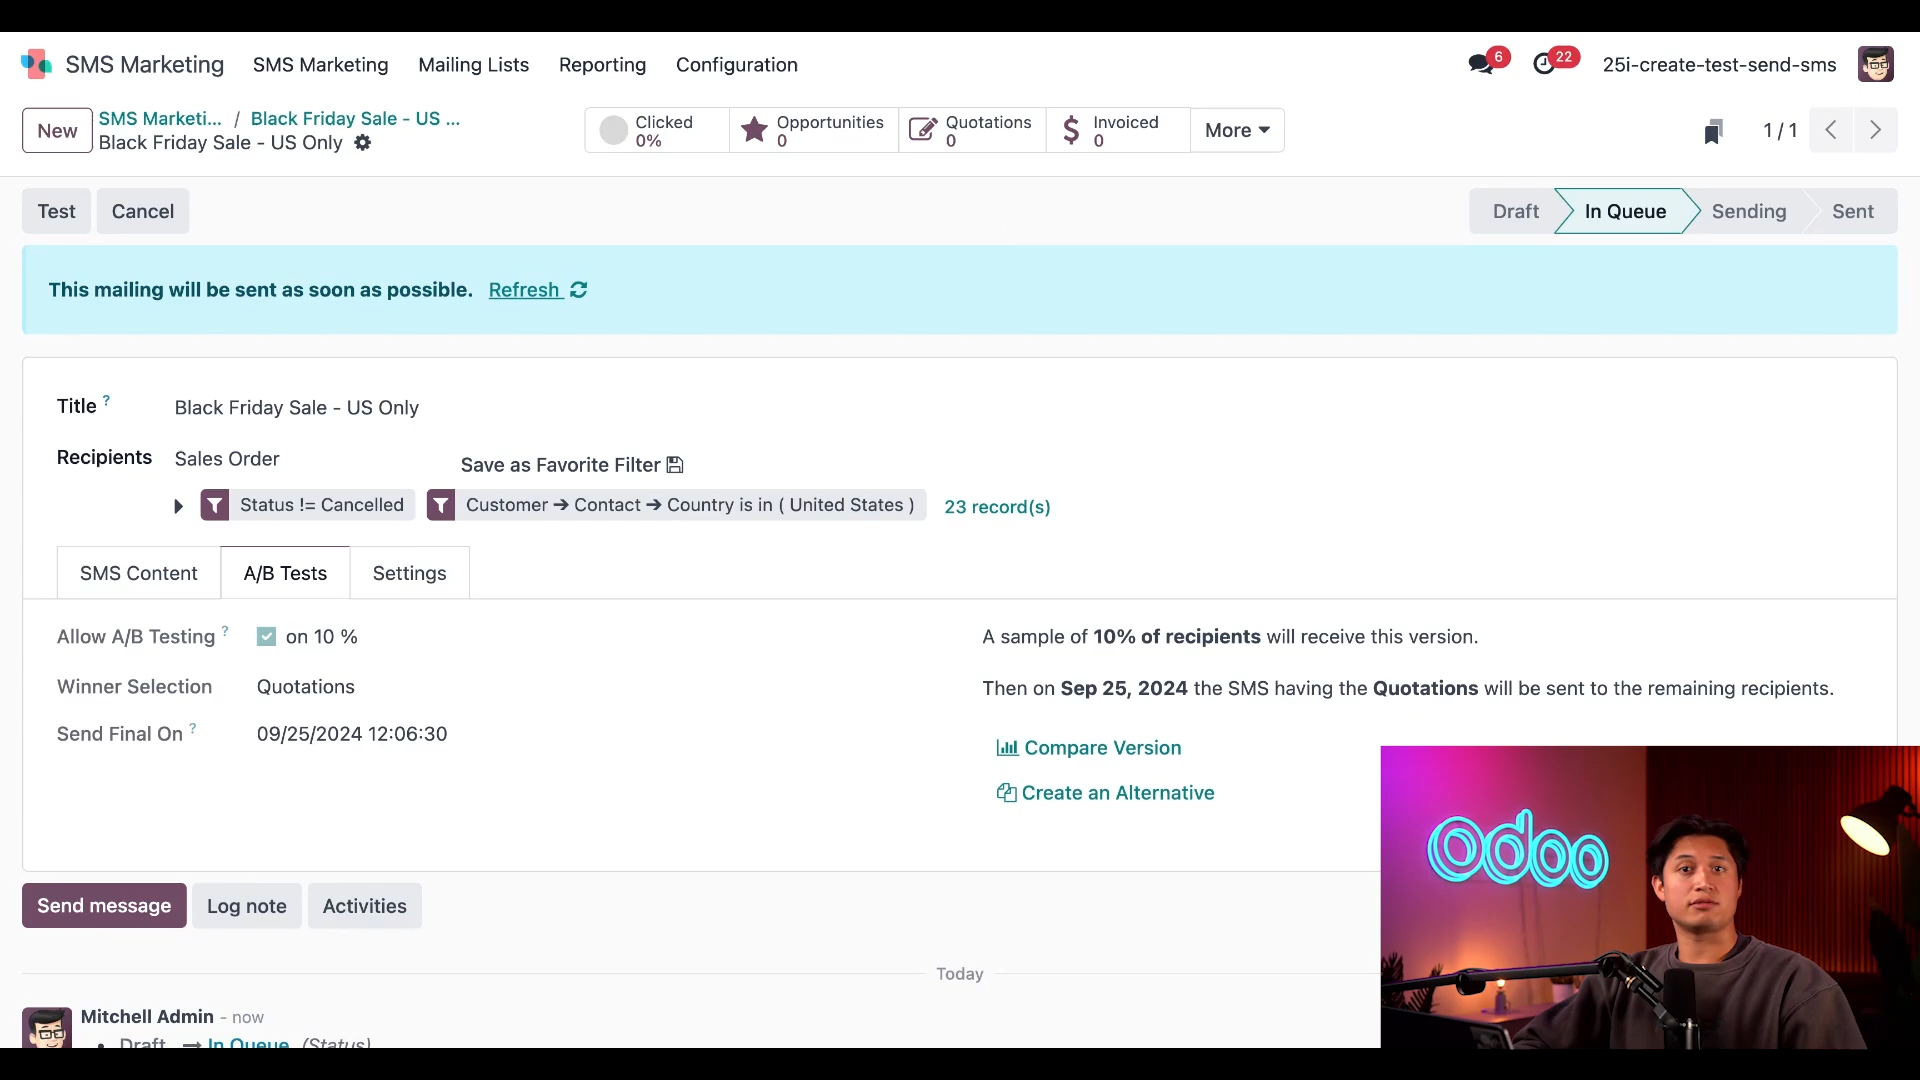 SMS Marketing SMS Marketing Mailing Lists Reporting Configuration 6 22 25i-create-test-send-sms
New SMS Marketi... / Black Friday Sale - US ...
Black Friday Sale - US Only
Clicked 0% Opportunities 0 Quotations 0 Invoiced 0 More 1 / 1
Test Cancel Draft In Queue Sending Sent
This mailing will be sent as soon as possible. Refresh
Title ? Black Friday Sale - US Only
Recipients Sales Order Save as Favorite Filter
Status != Cancelled Customer ➔ Contact ➔ Country is in ( United States ) 23 record(s)
SMS Content A/B Tests Settings
Allow A/B Testing ? on 10 % A sample of 10% of recipients will receive this version.
Winner Selection Quotations Then on Sep 25, 2024 the SMS having the Quotations will be sent to the remaining recipients.
Send Final On ? 09/25/2024 12:06:30
Compare Version
Create an Alternative
odoo
Send message Log note Activities
Today
Mitchell Admin - now
• Draft → In Queue (Status)